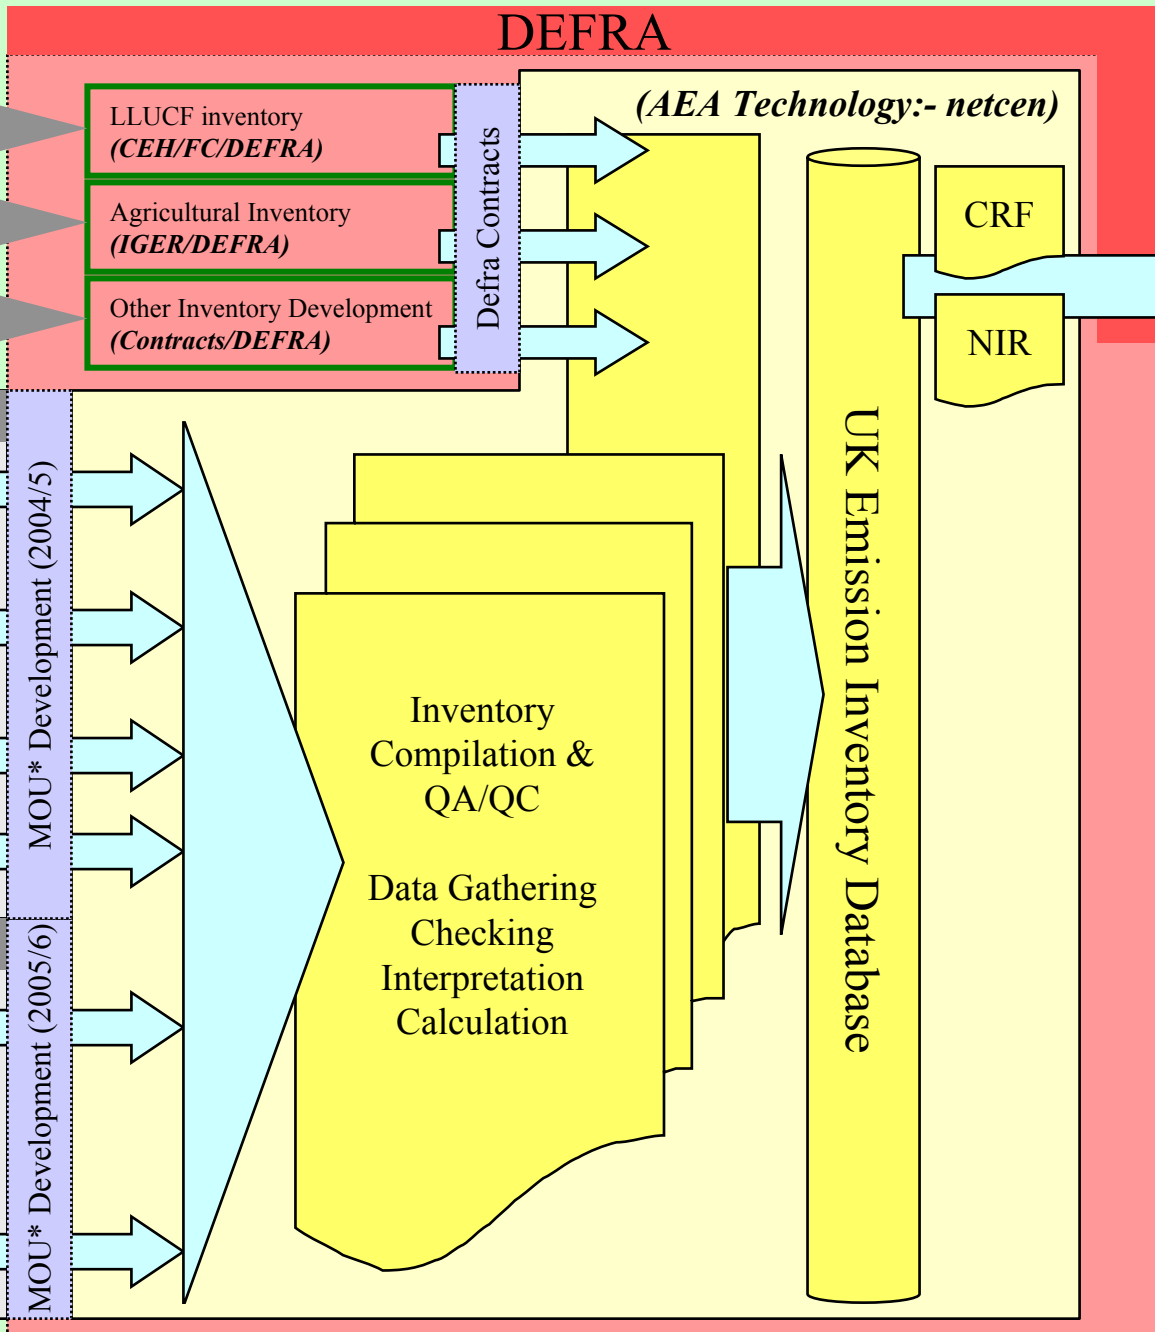 DEFRA
(AEA Technology:- netcen)
LLUCF inventory
(CEH/FC/DEFRA)
Agricultural Inventory
(IGER/DEFRA)
Other Inventory Development
(Contracts/DEFRA)
Defra Contracts
CRF
NIR
MOU* Development (2004/5)
MOU* Development (2005/6)
Inventory
Compilation &
QA/QC
Data Gathering
Checking
Interpretation
Calculation
UK Emission Inventory Database